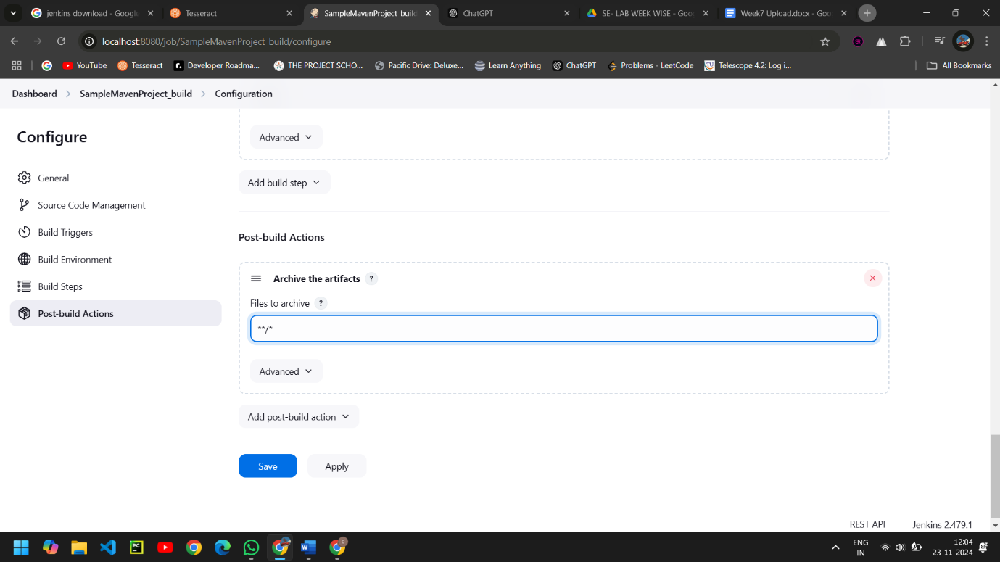 jenkins download - Google
Tesseract
SampleMavenProject_build
ChatGPT
SE- LAB WEEK WISE - Goo
Week7 Upload.docx - Goo
localhost:8080/job/SampleMavenProject_build/configure
YouTube
Tesseract
Developer Roadma...
THE PROJECT SCHO...
Pacific Drive: Deluxe...
Learn Anything
ChatGPT
Problems - LeetCode
Telescope 4.2: Log i...
All Bookmarks
Dashboard
SampleMavenProject_build
Configuration
Configure
General
Source Code Management
Build Triggers
Build Environment
Build Steps
Post-build Actions
Advanced
Add build step
Post-build Actions
Archive the artifacts ?
Files to archive ?
**/*
Advanced
Add post-build action
Save
Apply
REST API
Jenkins 2.479.1
ENG
IN
12:04
23-11-2024